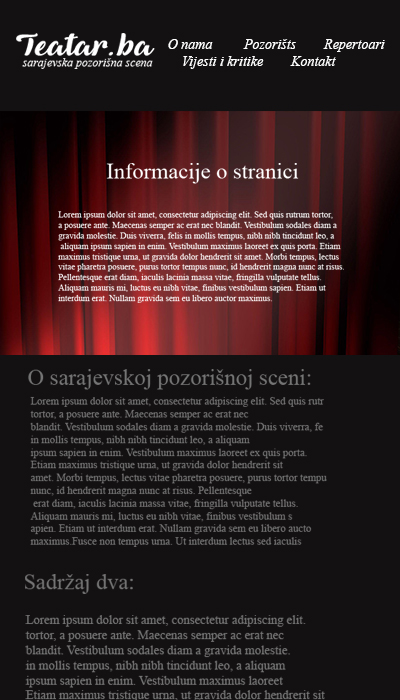 Teatar.ba
sarajevska pozorišna scena
O nama Pozorišts Repertoari
Vijesti i kritike Kontakt
Informacije o stranici
Lorem ipsum dolor sit amet, consectetur adipiscing elit. Sed quis rutrum tortor,
a posuere ante. Maecenas semper ac erat nec blandit. Vestibulum sodales diam a
gravida molestie. Duis viverra, felis in mollis tempus, nibh nibh tincidunt leo, a
aliquam ipsum sapien in enim. Vestibulum maximus laoreet ex quis porta. Etiam
maximus tristique urna, ut gravida dolor hendrerit sit amet. Morbi tempus, lectus
vitae pharetra posuere, purus tortor tempus nunc, id hendrerit magna nunc at risus.
Pellentesque erat diam, iaculis lacinia massa vitae, fringilla vulputate tellus.
Aliquam mauris mi, luctus eu nibh vitae, finibus vestibulum sapien. Etiam ut
interdum erat. Nullam gravida sem eu libero auctor maximus.
O sarajevskoj pozorišnoj sceni:
Lorem ipsum dolor sit amet, consectetur adipiscing elit. Sed quis rutr
tortor, a posuere ante. Maecenas semper ac erat nec
blandit. Vestibulum sodales diam a gravida molestie. Duis viverra, fe
in mollis tempus, nibh nibh tincidunt leo, a aliquam
ipsum sapien in enim. Vestibulum maximus laoreet ex quis porta.
Etiam maximus tristique urna, ut gravida dolor hendrerit sit
amet. Morbi tempus, lectus vitae pharetra posuere, purus tortor tempu
nunc, id hendrerit magna nunc at risus. Pellentesque
erat diam, iaculis lacinia massa vitae, fringilla vulputate tellus.
Aliquam mauris mi, luctus eu nibh vitae, finibus vestibulum s
apien. Etiam ut interdum erat. Nullam gravida sem eu libero aucto
maximus.Fusce non tempus urna. Ut interdum lectus sed iaculis
Sadržaj dva:
Lorem ipsum dolor sit amet, consectetur adipiscing elit.
tortor, a posuere ante. Maecenas semper ac erat nec
blandit. Vestibulum sodales diam a gravida molestie.
in mollis tempus, nibh nibh tincidunt leo, a aliquam
ipsum sapien in enim. Vestibulum maximus laoreet
Etiam maximus tristique urna, ut gravida dolor hendrerit sit